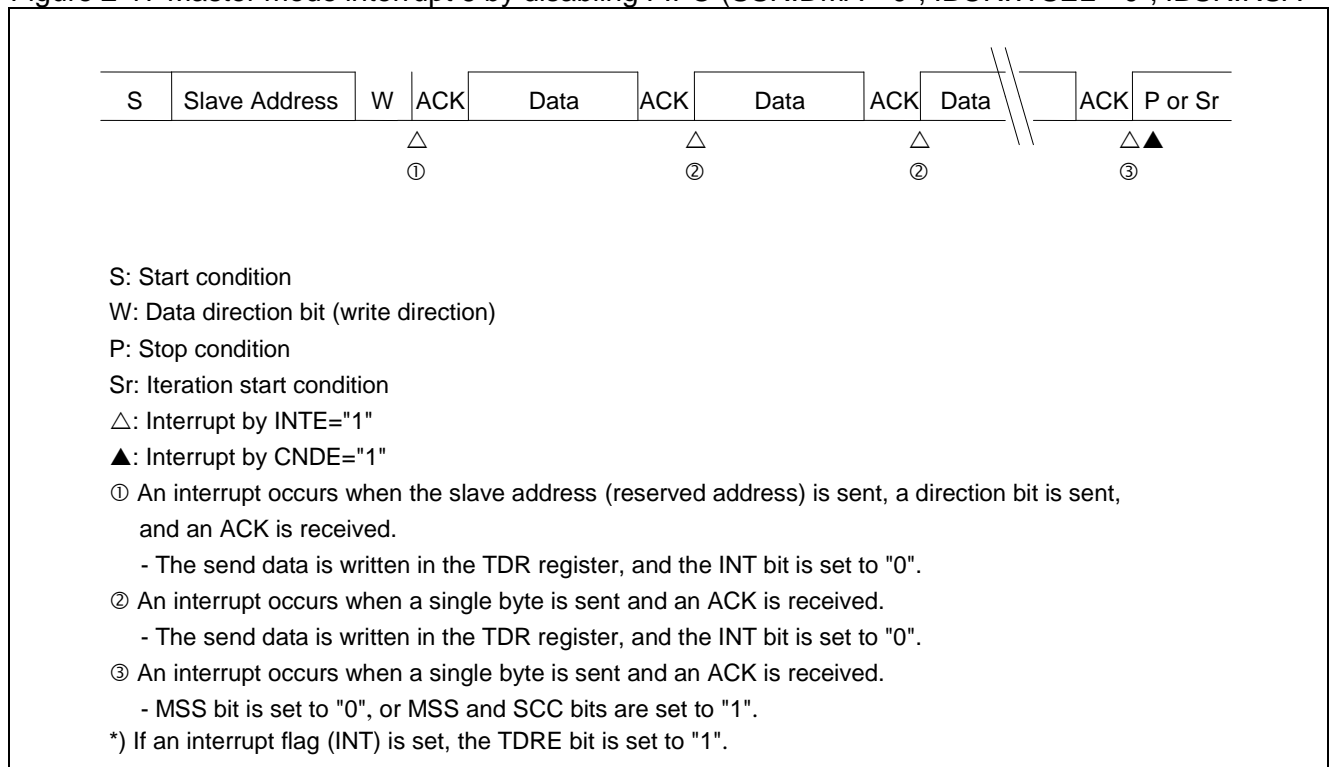 S Slave Address W ACK Data ACK Data ACK Data ACK P or Sr
△ △ △ △▲
① ② ② ③
S: Start condition
W: Data direction bit (write direction)
P: Stop condition
Sr: Iteration start condition
△: Interrupt by INTE="1"
▲: Interrupt by CNDE="1"
① An interrupt occurs when the slave address (reserved address) is sent, a direction bit is sent,
and an ACK is received.
- The send data is written in the TDR register, and the INT bit is set to "0".
② An interrupt occurs when a single byte is sent and an ACK is received.
- The send data is written in the TDR register, and the INT bit is set to "0".
③ An interrupt occurs when a single byte is sent and an ACK is received.
- MSS bit is set to "0", or MSS and SCC bits are set to "1".
*) If an interrupt flag (INT) is set, the TDRE bit is set to "1".